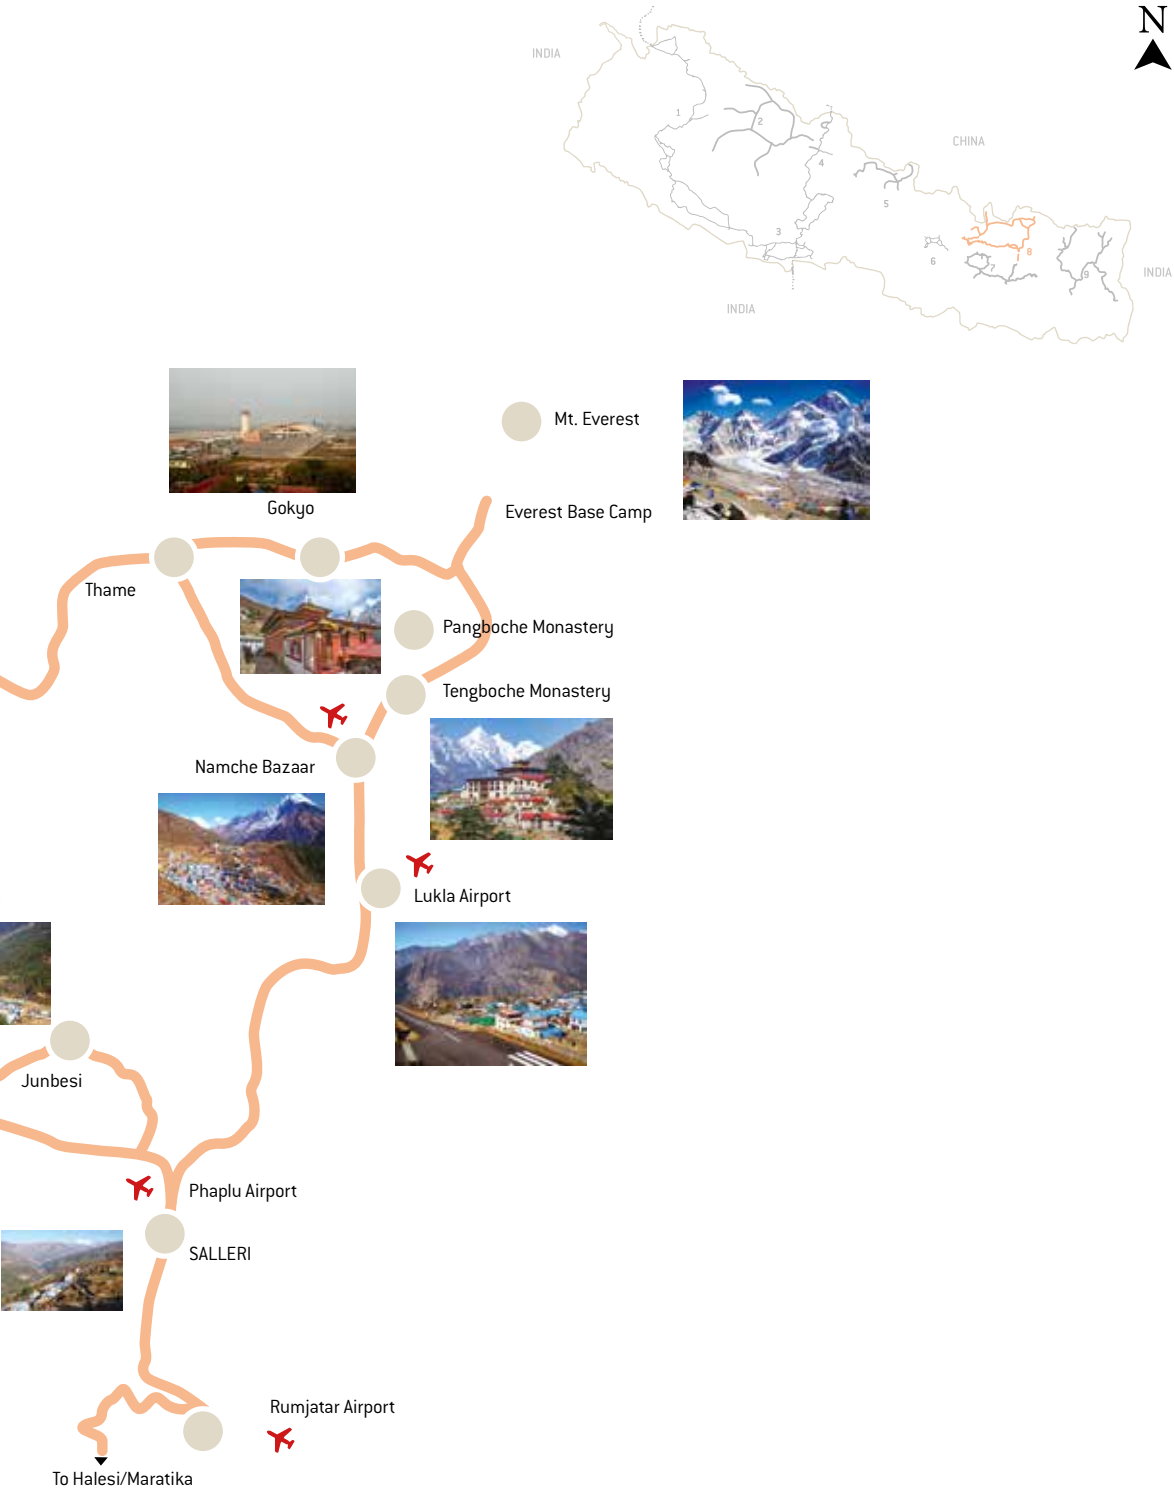 N
INDIA
CHINA
INDIA
INDIA
1
2
3
4
5
6
7
8
9
Mt. Everest
Gokyo
Everest Base Camp
Thame
Pangboche Monastery
Tengboche Monastery
Namche Bazaar
Lukla Airport
Junbesi
Phaplu Airport
SALLERI
Rumjatar Airport
To Halesi/Maratika